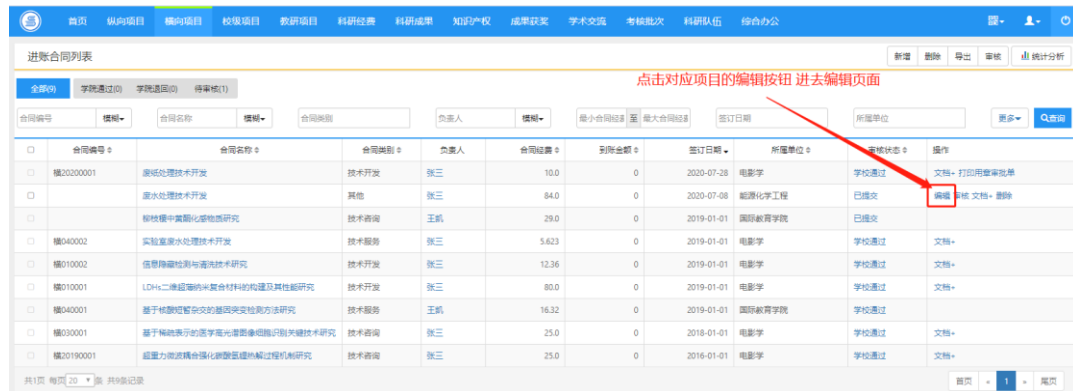 首页 纵向项目 横向项目 校级项目 教研项目 科研经费 科研成果 知识产权 成果获奖 学术交流 考核批次 科研队伍 综合办公
进账合同列表 新增 删除 导出 审核 统计分析
全部(9) 学院通过(0) 学院退回(0) 待审核(1)
点击对应项目的编辑按钮 进去编辑页面
合同编号 模糊 合同名称 模糊 合同类别 负责人 模糊 最小合同经费 至 最大合同经费 签订日期 所属单位 更多 查询
合同编号 合同名称 合同类别 负责人 合同经费 到账金额 签订日期 所属单位 审核状态 操作
横20200001 废纸处理技术开发 技术开发 张三 10.0 0 2020-07-28 电影学 学校通过 文档+ 打印用章审批单
废水处理技术开发 其他 张三 84.0 0 2020-07-08 能源化学工程 已提交 编辑 审核 文档+ 删除
柳枝稷中黄酮化感物质研究 技术咨询 王凯 29.0 0 2019-01-01 国际教育学院 已提交
横040002 实验室废水处理技术开发 技术服务 张三 5.623 0 2019-01-01 电影学 学校通过 文档+
横010002 信息隐藏检测与清洗技术研究 技术开发 张三 12.36 0 2019-01-01 电影学 学校通过 文档+
横010001 LDHs二维超薄纳米复合材料的构建及其性能研究 技术开发 张三 80.0 0 2019-01-01 电影学 学校通过 文档+
横040001 基于核酸短暂杂交的基因突变检测方法研究 技术服务 王凯 16.32 0 2019-01-01 国际教育学院 学校通过
横030001 基于稀疏表示的医学高光谱图像细胞识别关键技术研究 技术咨询 张三 25.0 0 2018-01-01 电影学 学校通过 文档+
横20190001 超重力微波耦合强化碳酸氢铵热解过程机制研究 技术咨询 张三 25.0 0 2016-01-01 电影学 学校通过 文档+
共1页 每页 20 条 共9条记录 首页 « 1 » 尾页